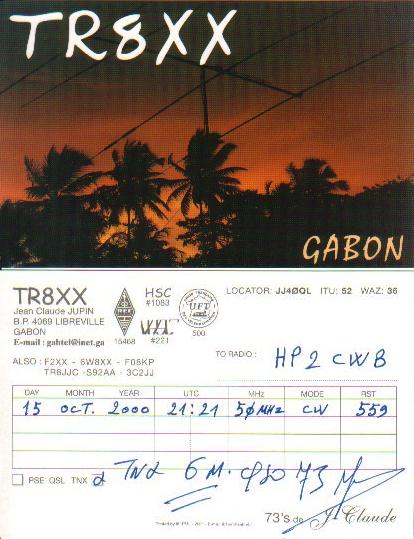 TR8XX
GABON
TR8XX
Jean Claude JUPIN
B.P. 4069 LIBREVILLE
GABON
E-mail : gabtel@inet.ga
15468
HSC
#1083
#221
UFT
500
LOCATOR: JJ4ØQL ITU: 52 WAZ: 36
ALSO : F2XX - 6W8XX - F08KP
TR8JJC -S92AA - 3C2JJ
TO RADIO : HP2CWB
DAY MONTH YEAR UTC MHz MODE RST
15 OCT. 2000 21:21 5ØMHz CW 559
PSE QSL TNX
TNX 6M. QSO 73
73's de J. Claude